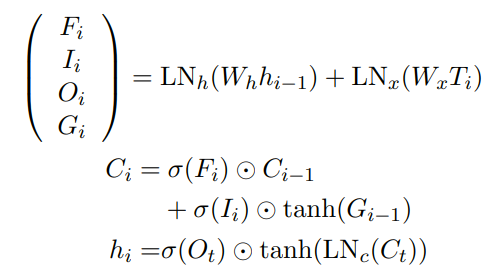 F_i
I_i
O_i
G_i
= LN_h(W_h h_{i−1}) + LN_x(W_x T_i)
C_i = σ(F_i) ⊙ C_{i−1}
+ σ(I_i) ⊙ tanh(G_{i−1})
h_i =σ(O_t) ⊙ tanh(LN_c(C_t))